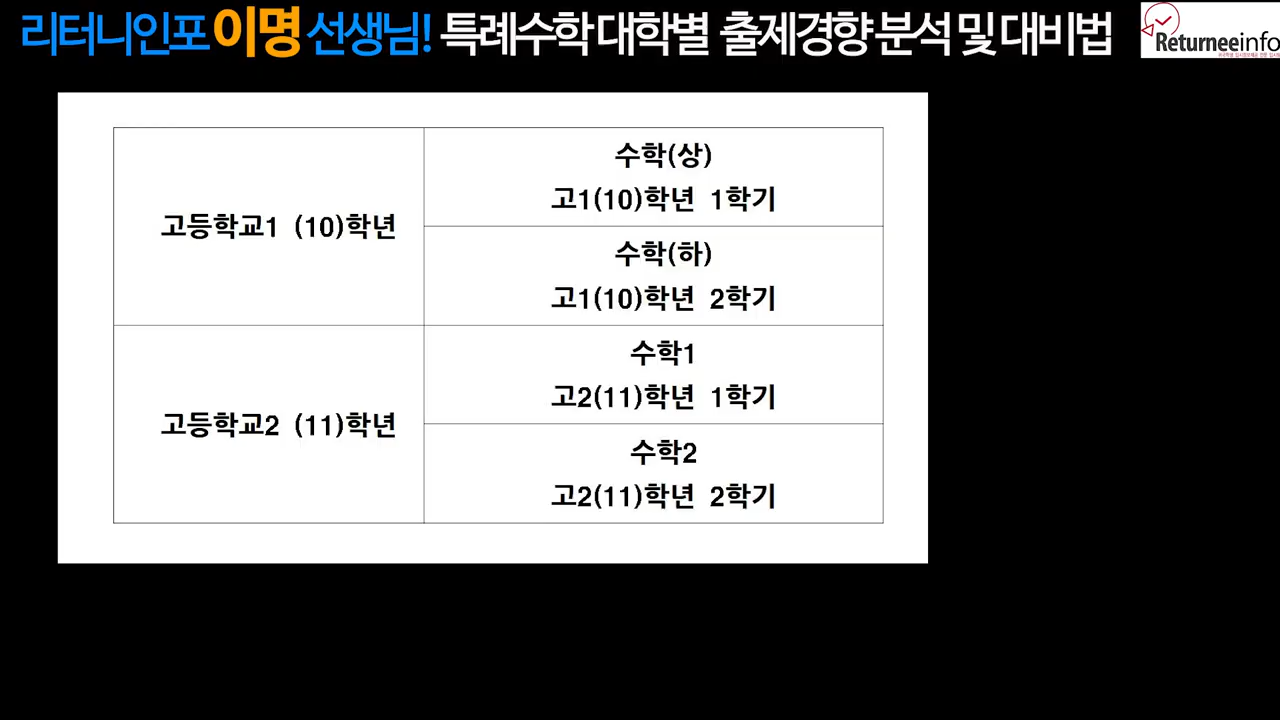 리터니인포 이명 선생님! 특례수학 대학별 출제경향 분석 및 대비법
Returneeinfo
고등학교1 (10)학년
수학(상)
고1(10)학년 1학기
수학(하)
고1(10)학년 2학기
고등학교2 (11)학년
수학1
고2(11)학년 1학기
수학2
고2(11)학년 2학기